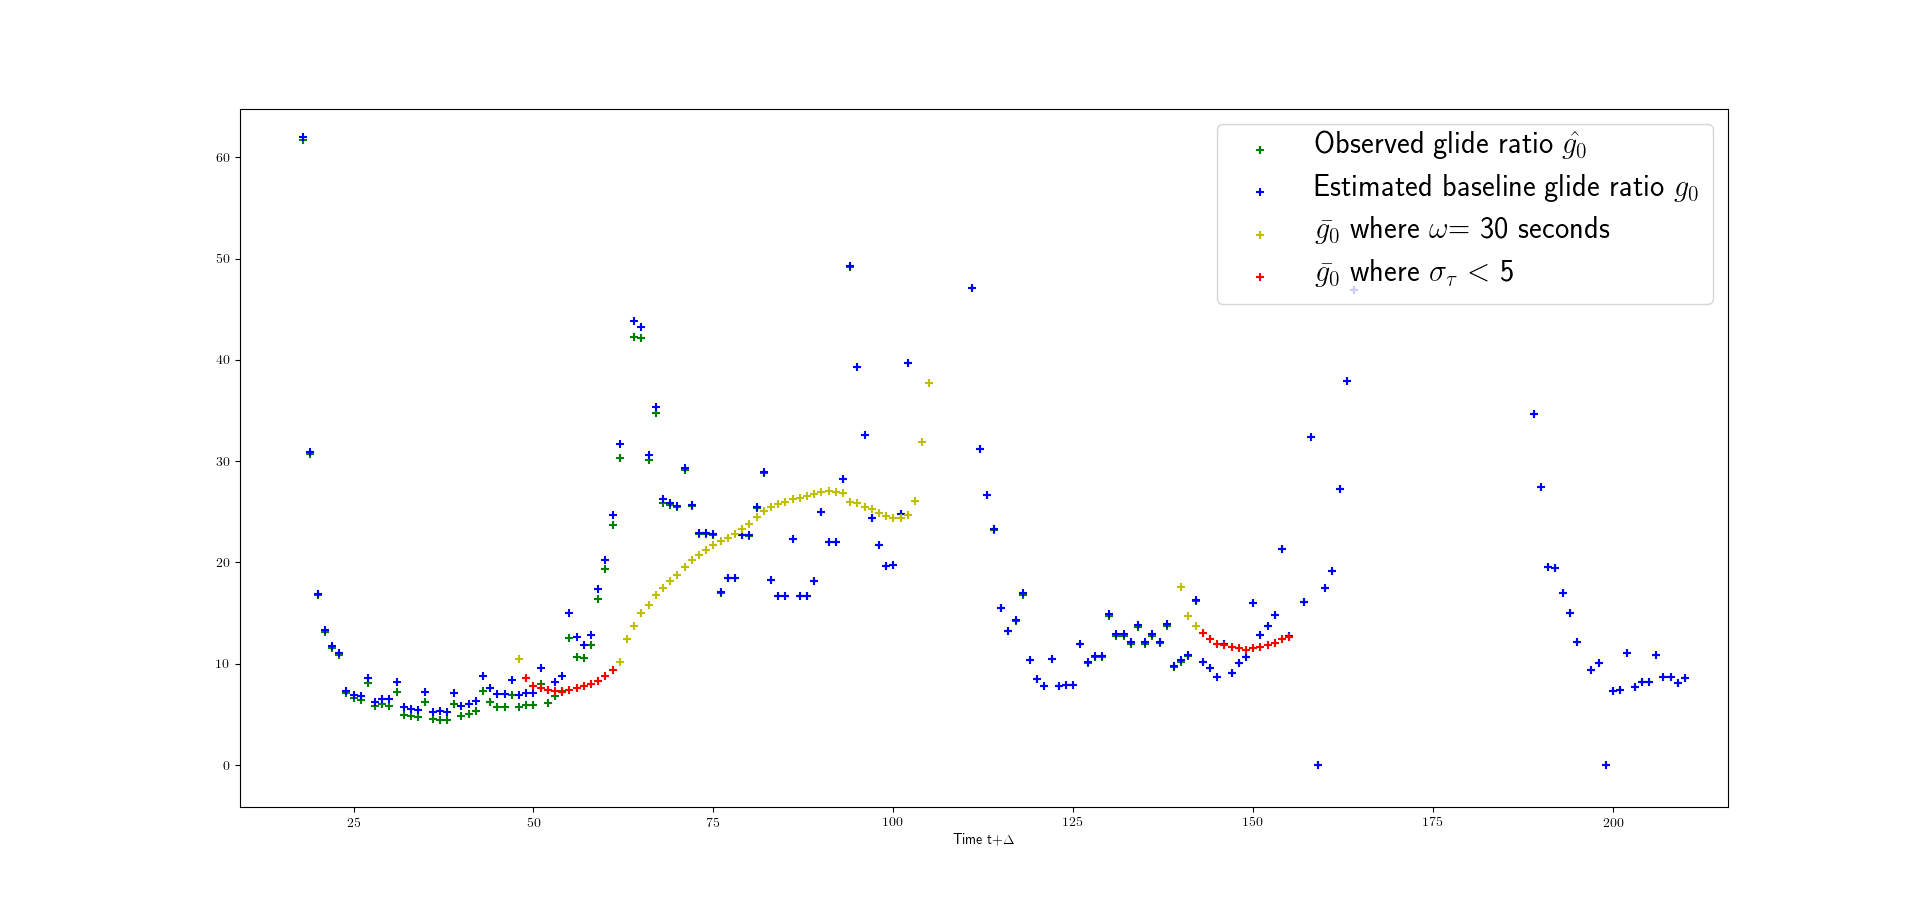 60
50
40
30
20
10
0
25 50 75 100 125 150 175 200
Time t+Δ
Observed glide ratio ĝ₀
Estimated baseline glide ratio g₀
ḡ₀ where ω= 30 seconds
ḡ₀ where σ_τ < 5